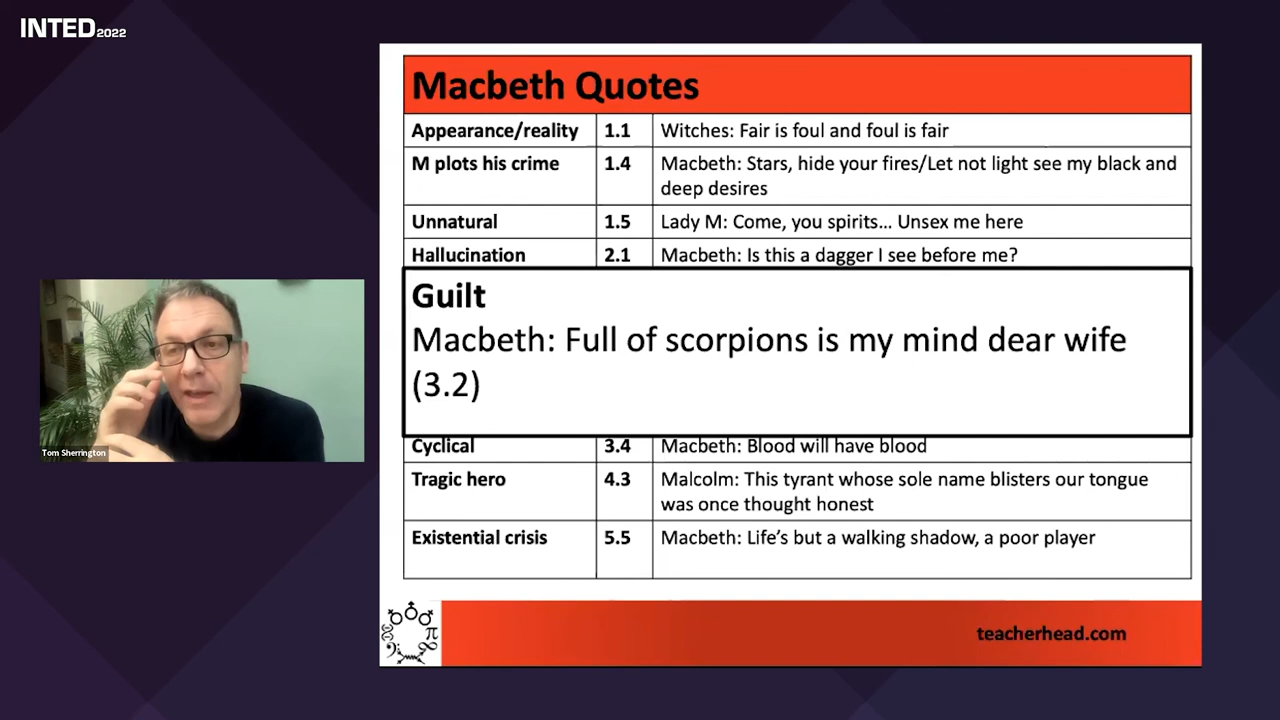 INTED2022
Macbeth Quotes
Appearance/reality 1.1 Witches: Fair is foul and foul is fair
M plots his crime 1.4 Macbeth: Stars, hide your fires/Let not light see my black and
deep desires
Unnatural 1.5 Lady M: Come, you spirits... Unsex me here
Hallucination 2.1 Macbeth: Is this a dagger I see before me?
Guilt
Macbeth: Full of scorpions is my mind dear wife
(3.2)
Cyclical 3.4 Macbeth: Blood will have blood
Tragic hero 4.3 Malcolm: This tyrant whose sole name blisters our tongue
was once thought honest
Existential crisis 5.5 Macbeth: Life's but a walking shadow, a poor player
Tom Sherrington
teacherhead.com